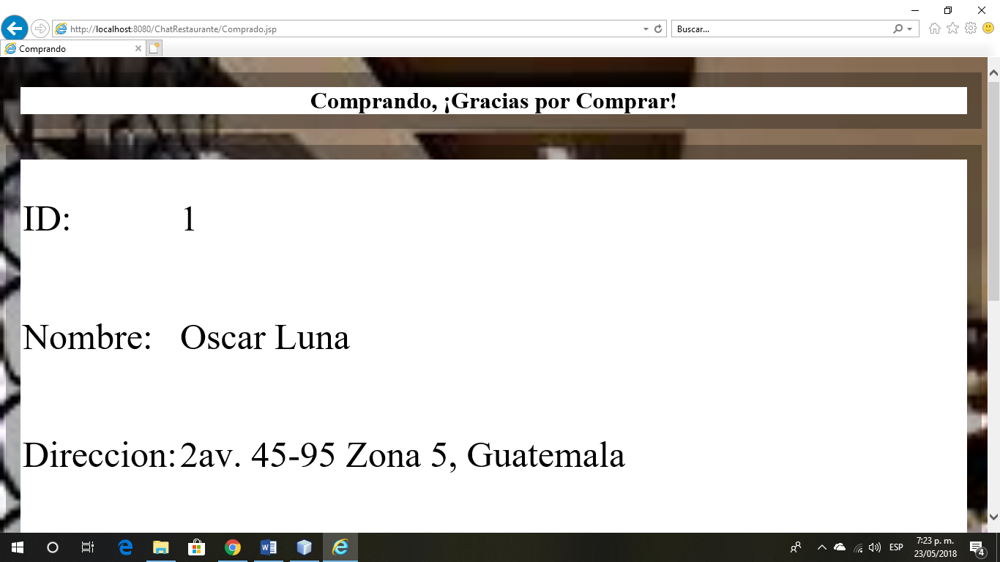 http://localhost:8080/ChatRestaurante/Comprado.jsp
Buscar...
Comprando
Comprando, ¡Gracias por Comprar!
ID: 1
Nombre: Oscar Luna
Direccion: 2av. 45-95 Zona 5, Guatemala
ESP
7:23 p. m.
23/05/2018
4